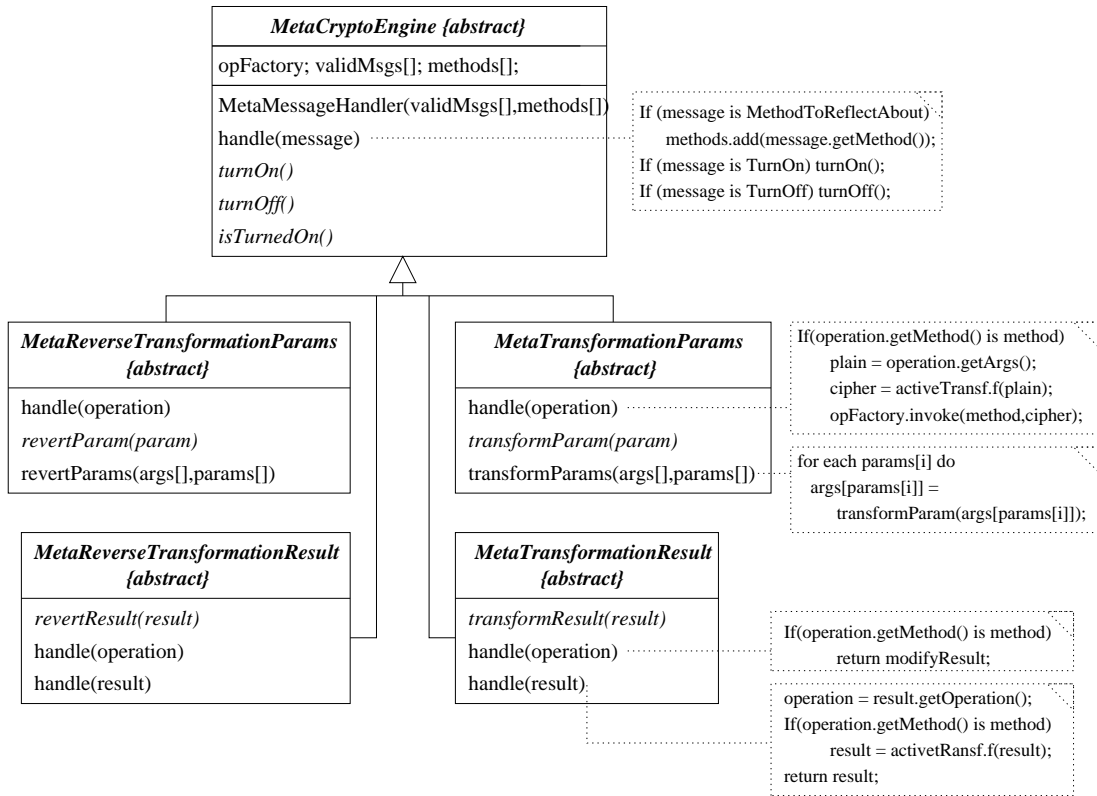 MetaCryptoEngine {abstract}
opFactory; validMsgs[]; methods[];
MetaMessageHandler(validMsgs[],methods[])
handle(message)
turnOn()
turnOff()
isTurnedOn()
If (message is MethodToReflectAbout)
methods.add(message.getMethod());
If (message is TurnOn) turnOn();
If (message is TurnOff) turnOff();
MetaReverseTransformationParams
{abstract}
handle(operation)
revertParam(param)
revertParams(args[],params[])
MetaTransformationParams
{abstract}
handle(operation)
transformParam(param)
transformParams(args[],params[])
If(operation.getMethod() is method)
plain = operation.getArgs();
cipher = activeTransf.f(plain);
opFactory.invoke(method,cipher);
for each params[i] do
args[params[i]] =
transformParam(args[params[i]]);
MetaReverseTransformationResult
{abstract}
revertResult(result)
handle(operation)
handle(result)
MetaTransformationResult
{abstract}
transformResult(result)
handle(operation)
handle(result)
If(operation.getMethod() is method)
return modifyResult;
operation = result.getOperation();
If(operation.getMethod() is method)
result = activetRansf.f(result);
return result;